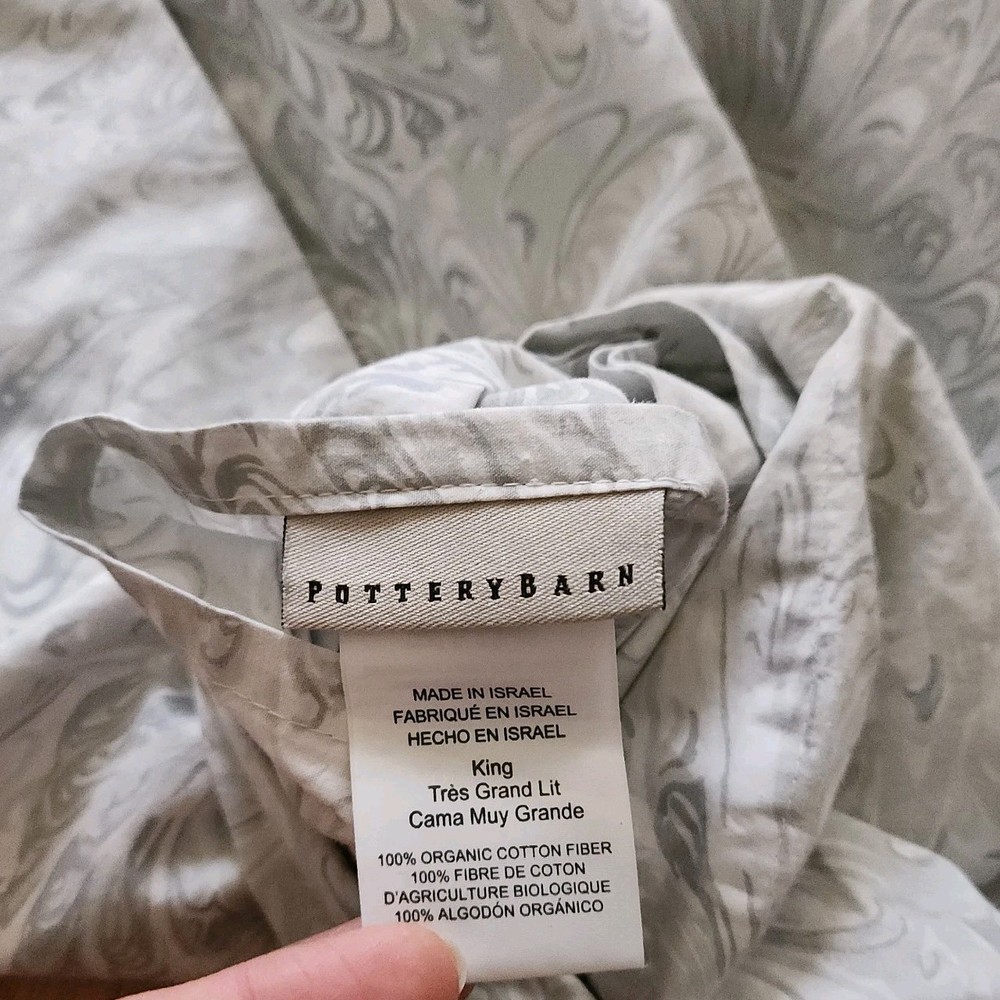 POTTERYBARN
MADE IN ISRAEL
FABRIQUÉ EN ISRAEL
HECHO EN ISRAEL
King
Très Grand Lit
Cama Muy Grande
100% ORGANIC COTTON FIBER
100% FIBRE DE COTON
D'AGRICULTURE BIOLOGIQUE
100% ALGODÓN ORGÁNICO